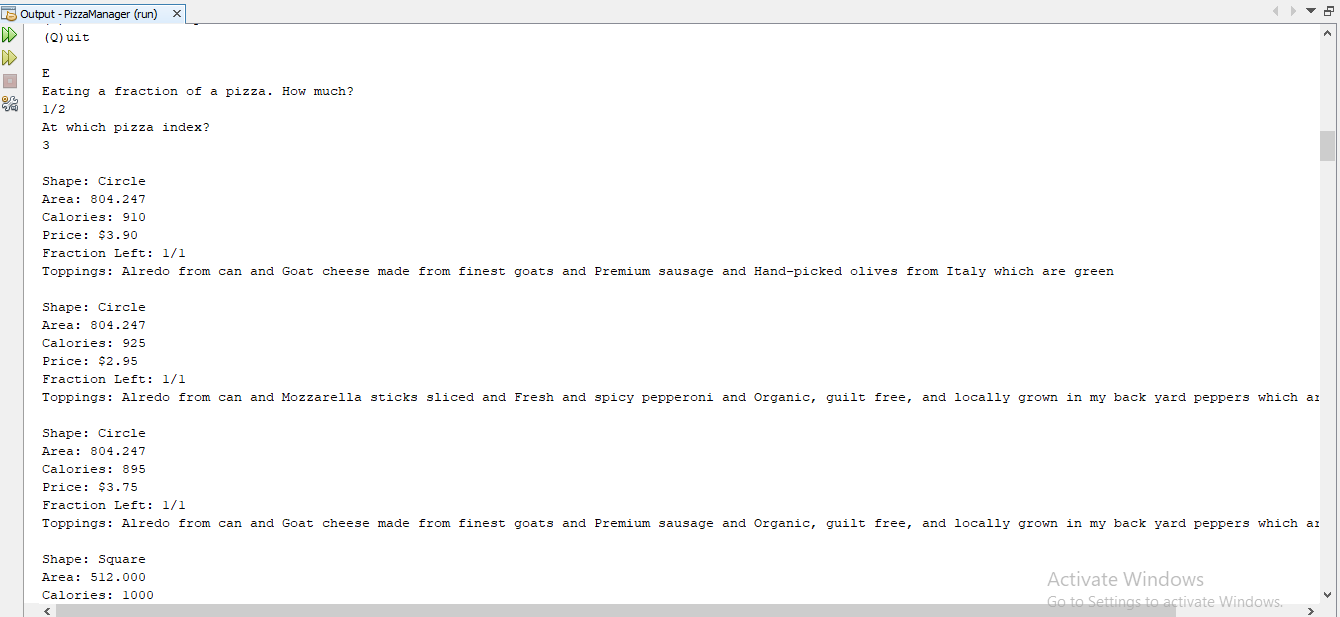 Output - PizzaManager (run)
(Q)uit
E
Eating a fraction of a pizza. How much?
1/2
At which pizza index?
3
Shape: Circle
Area: 804.247
Calories: 910
Price: $3.90
Fraction Left: 1/1
Toppings: Alredo from can and Goat cheese made from finest goats and Premium sausage and Hand-picked olives from Italy which are green
Shape: Circle
Area: 804.247
Calories: 925
Price: $2.95
Fraction Left: 1/1
Toppings: Alredo from can and Mozzarella sticks sliced and Fresh and spicy pepperoni and Organic, guilt free, and locally grown in my back yard peppers which
Shape: Circle
Area: 804.247
Calories: 895
Price: $3.75
Fraction Left: 1/1
Toppings: Alredo from can and Goat cheese made from finest goats and Premium sausage and Organic, guilt free, and locally grown in my back yard peppers which
Shape: Square
Area: 512.000
Calories: 1000
Activate Windows
Go to Settings to activate Windows.